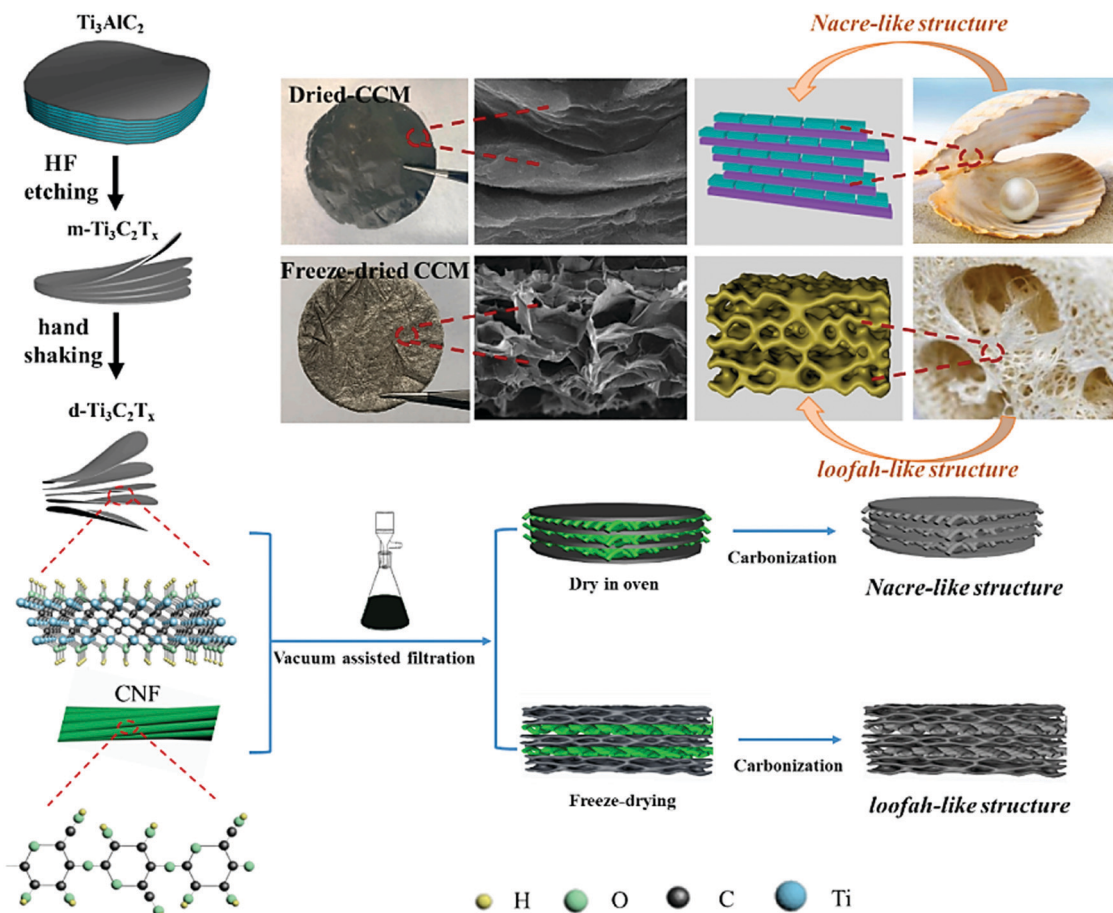 Ti₃AlC₂
HF
etching
m-Ti₃C₂Tₓ
hand
shaking
d-Ti₃C₂Tₓ
CNF
Nacre-like structure
Dried-CCM
Freeze-dried CCM
loofah-like structure
Vacuum assisted filtration
Dry in oven
Carbonization
Nacre-like structure
Freeze-drying
Carbonization
loofah-like structure
H O C Ti